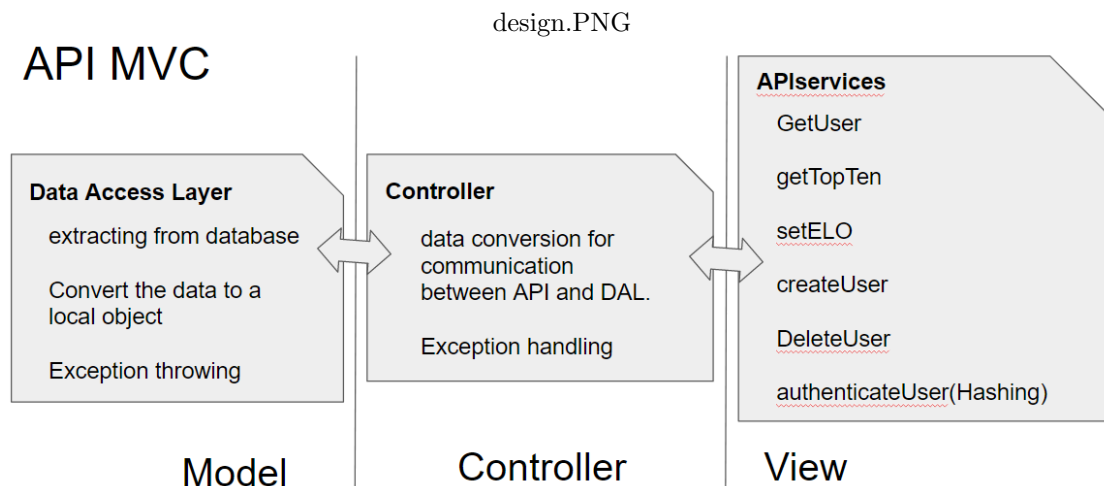 design.PNG
API MVC
Data Access Layer
extracting from database
Convert the data to a
local object
Exception throwing
Model
Controller
data conversion for
communication
between API and DAL.
Exception handling
Controller
APIservices
GetUser
getTopTen
setELO
createUser
DeleteUser
authenticateUser(Hashing)
View